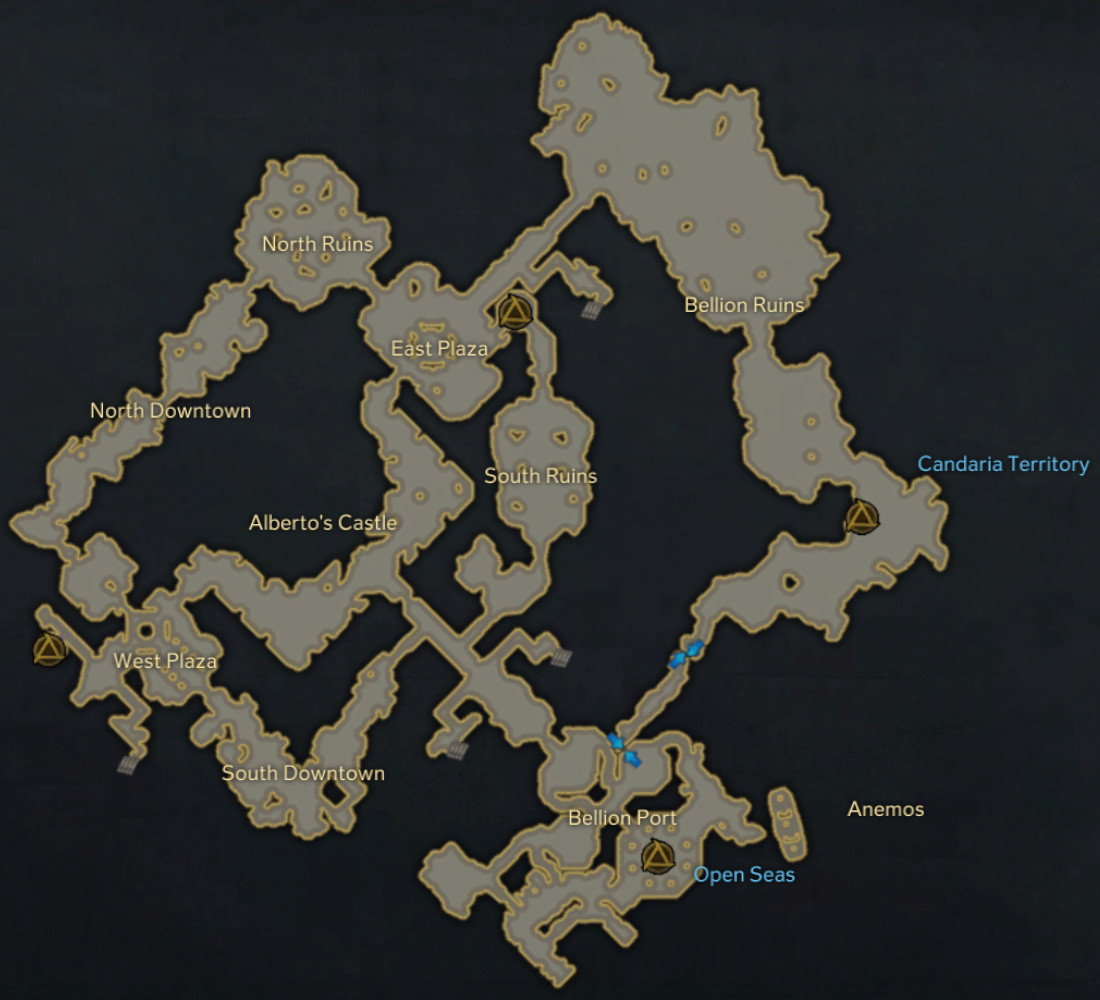 North Ruins
Bellion Ruins
East Plaza
North Downtown
Candaria Territory
South Ruins
Alberto's Castle
West Plaza
South Downtown
Anemos
Bellion Port
Open Seas